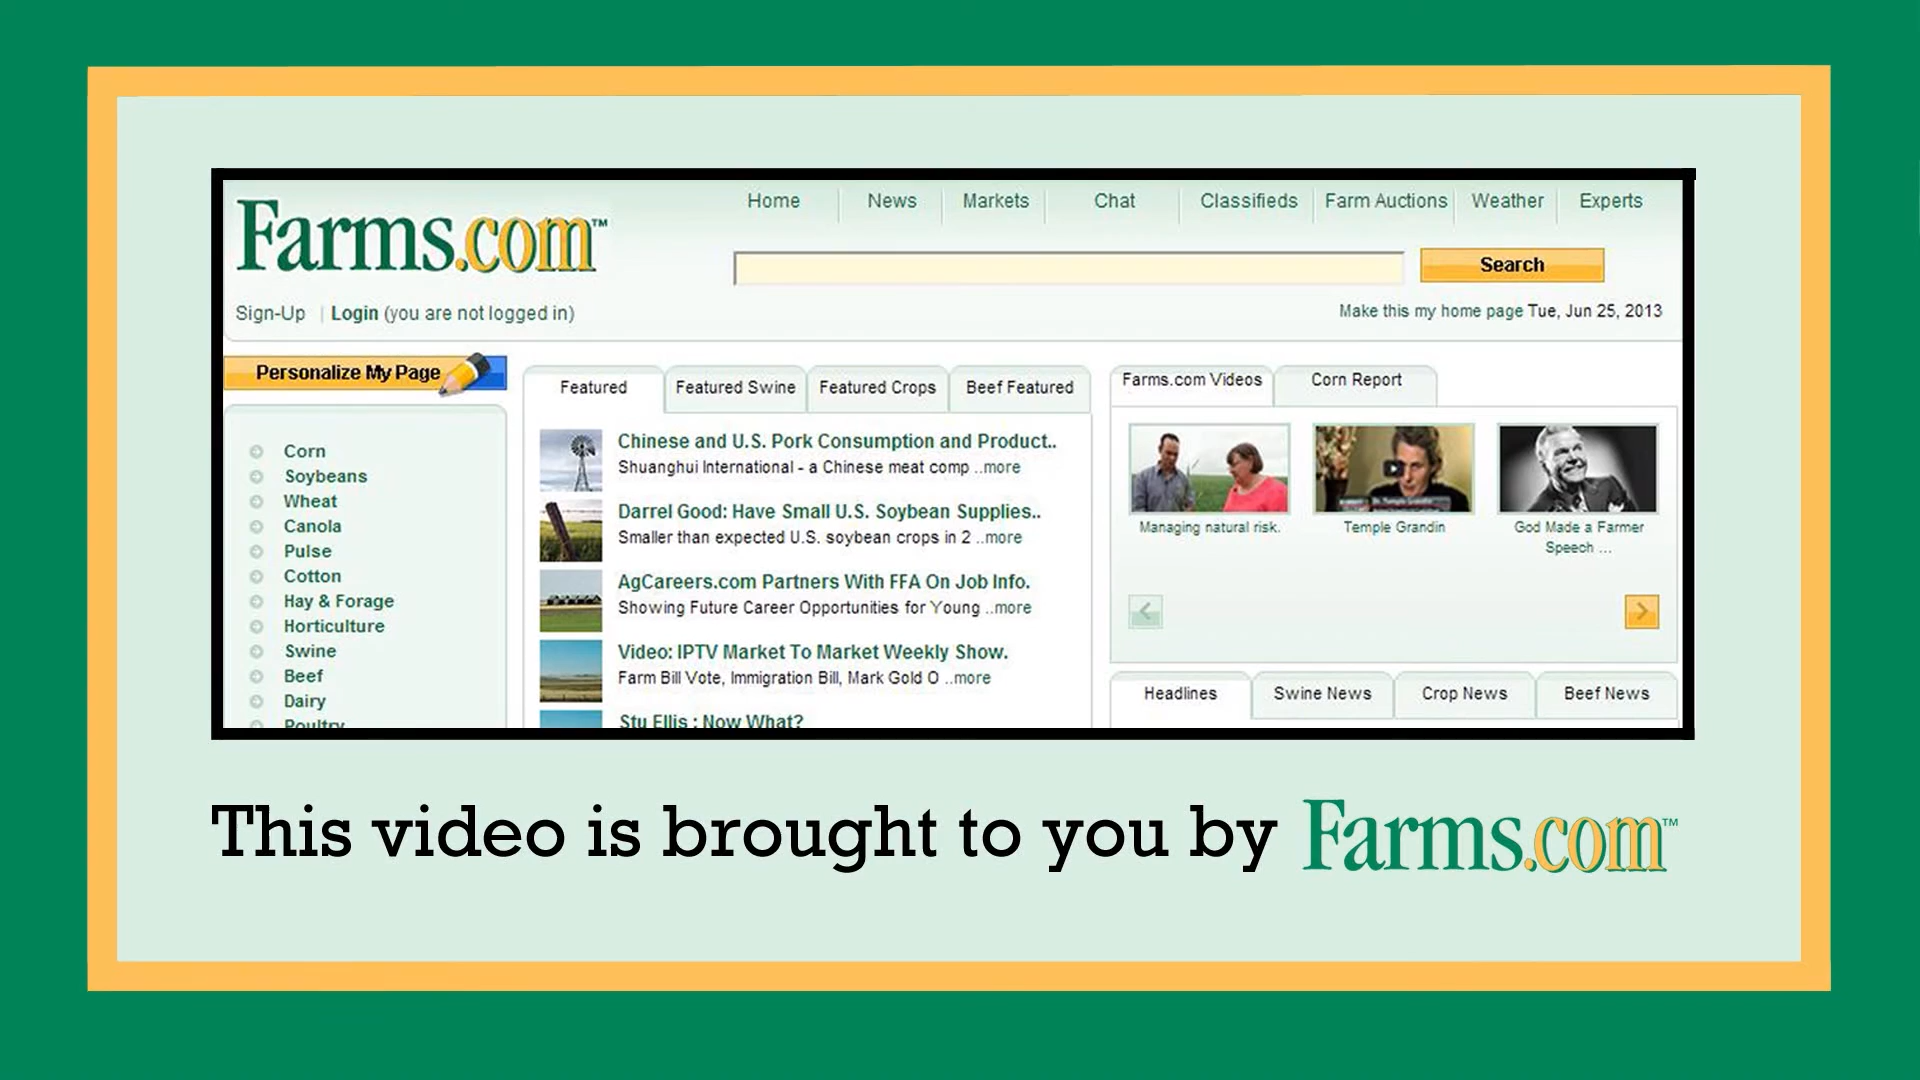 Farms.com™
Home News Markets Chat Classifieds Farm Auctions Weather Experts
Search
Sign-Up | Login (you are not logged in)
Make this my home page Tue, Jun 25, 2013
Personalize My Page
Corn
Soybeans
Wheat
Canola
Pulse
Cotton
Hay & Forage
Horticulture
Swine
Beef
Dairy
Poultry
Featured Featured Swine Featured Crops Beef Featured
Chinese and U.S. Pork Consumption and Product..
Shuanghui International - a Chinese meat comp ..more
Darrel Good: Have Small U.S. Soybean Supplies..
Smaller than expected U.S. soybean crops in 2 ..more
AgCareers.com Partners With FFA On Job Info.
Showing Future Career Opportunities for Young ..more
Video: IPTV Market To Market Weekly Show.
Farm Bill Vote, Immigration Bill, Mark Gold O ..more
Stu Ellis : Now What?
Farms.com Videos Corn Report
Managing natural risk.
Temple Grandin
God Made a Farmer
Speech ...
Headlines Swine News Crop News Beef News
This video is brought to you by Farms.com™